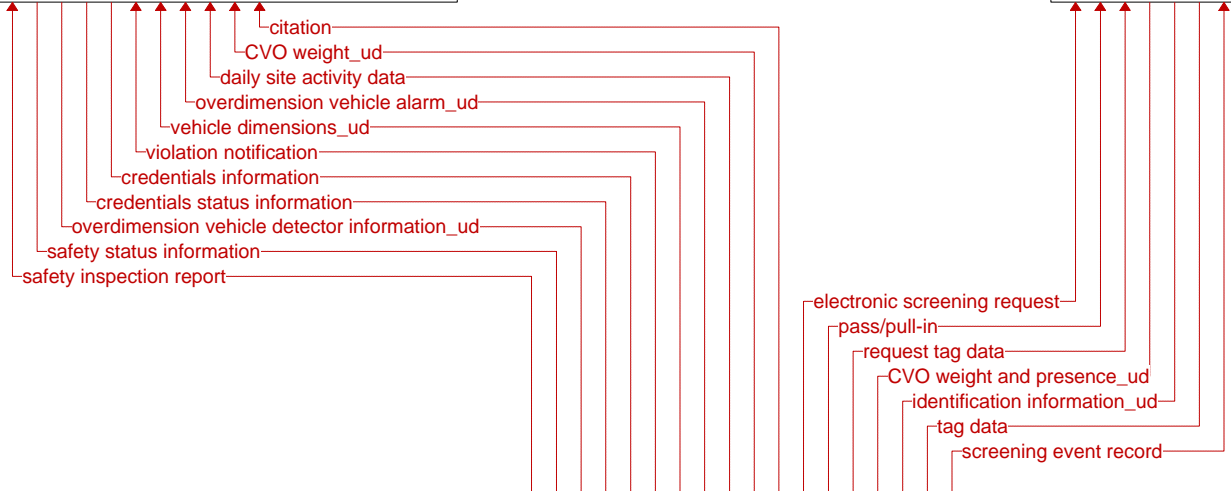 citation
CVO weight_ud
daily site activity data
overdimension vehicle alarm_ud
vehicle dimensions_ud
violation notification
credentials information
credentials status information
overdimension vehicle detector information_ud
safety status information
safety inspection report
electronic screening request
pass/pull-in
request tag data
CVO weight and presence_ud
identification information_ud
tag data
screening event record